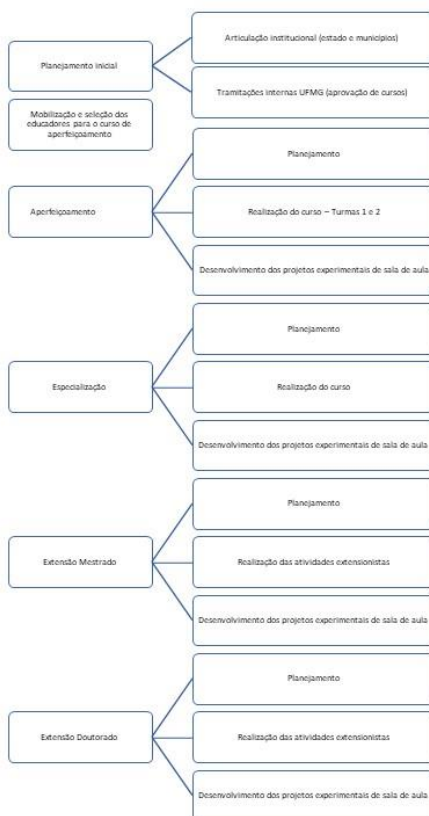 Planejamento inicial
Articulação institucional (estado e municípios)
Tramitações internas UFMG (aprovação de cursos)
Mobilização e seleção dos
educadores para o curso de
aperfeiçoamento
Aperfeiçoamento
Planejamento
Realização do curso – Turmas 1 e 2
Desenvolvimento dos projetos experimentais de sala de aula
Especialização
Planejamento
Realização do curso
Desenvolvimento dos projetos experimentais de sala de aula
Extensão Mestrado
Planejamento
Realização das atividades extensionistas
Desenvolvimento dos projetos experimentais de sala de aula
Extensão Doutorado
Planejamento
Realização das atividades extensionistas
Desenvolvimento dos projetos experimentais de sala de aula